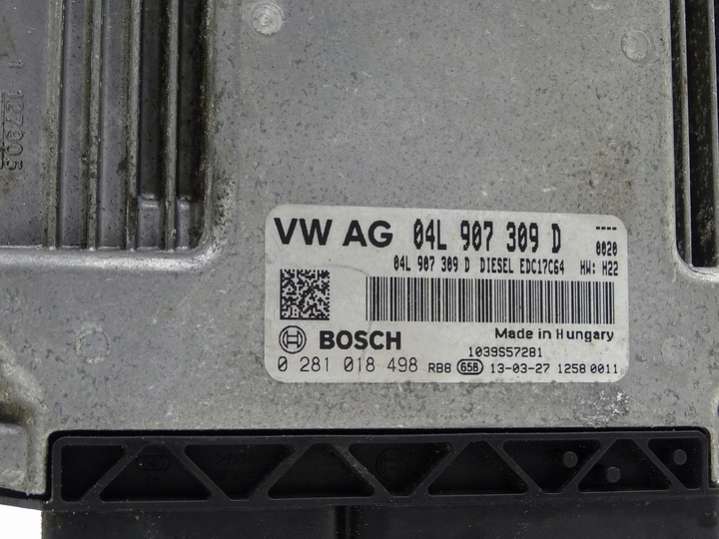 VW AG 04L 907 309 D ----
0020
04L 907 309 D DIESEL EDC17C64 HW: H22
BOSCH
Made in Hungary
1039S57281
0 281 018 498 RB8 658 13-03-27 1258 0011